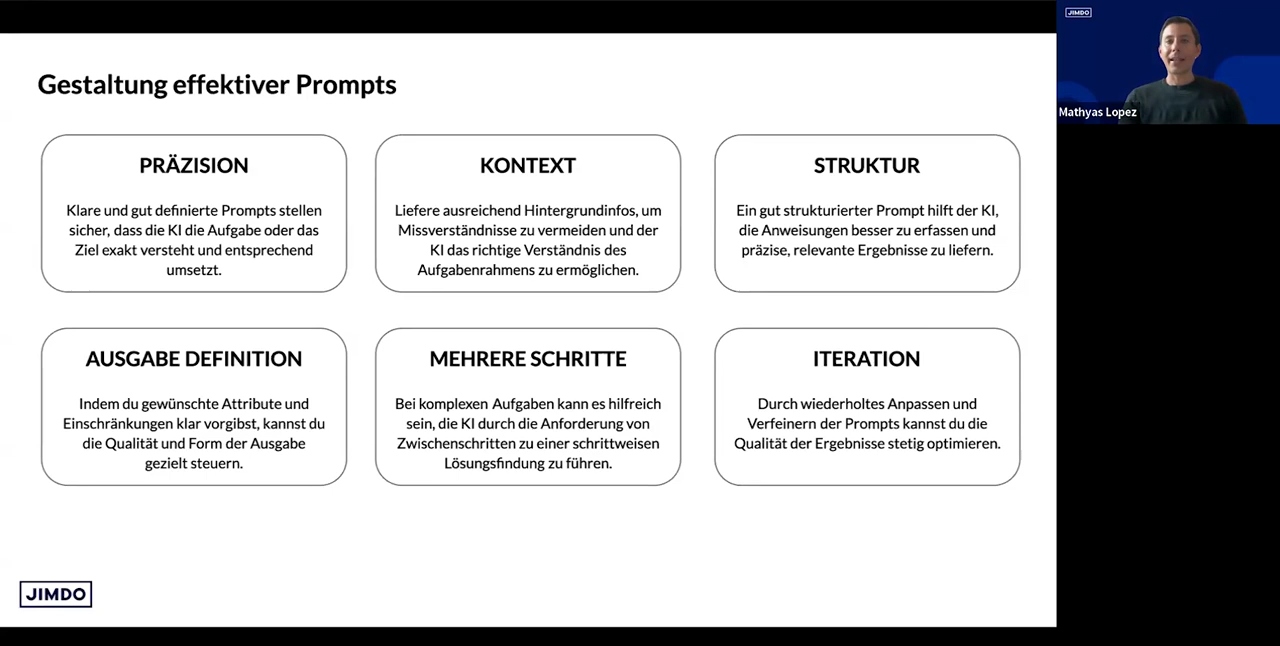 Gestaltung effektiver Prompts
PRÄZISION
Klare und gut definierte Prompts stellen
sicher, dass die KI die Aufgabe oder das
Ziel exakt versteht und entsprechend
umsetzt.
KONTEXT
Liefere ausreichend Hintergrundinfos, um
Missverständnisse zu vermeiden und der
KI das richtige Verständnis des
Aufgabenrahmens zu ermöglichen.
STRUKTUR
Ein gut strukturierter Prompt hilft der KI,
die Anweisungen besser zu erfassen und
präzise, relevante Ergebnisse zu liefern.
AUSGABE DEFINITION
Indem du gewünschte Attribute und
Einschränkungen klar vorgibst, kannst du
die Qualität und Form der Ausgabe
gezielt steuern.
MEHRERE SCHRITTE
Bei komplexen Aufgaben kann es hilfreich
sein, die KI durch die Anforderung von
Zwischenschritten zu einer schrittweisen
Lösungsfindung zu führen.
ITERATION
Durch wiederholtes Anpassen und
Verfeinern der Prompts kannst du die
Qualität der Ergebnisse stetig optimieren.
JIMDO
JIMDO
Mathyas Lopez